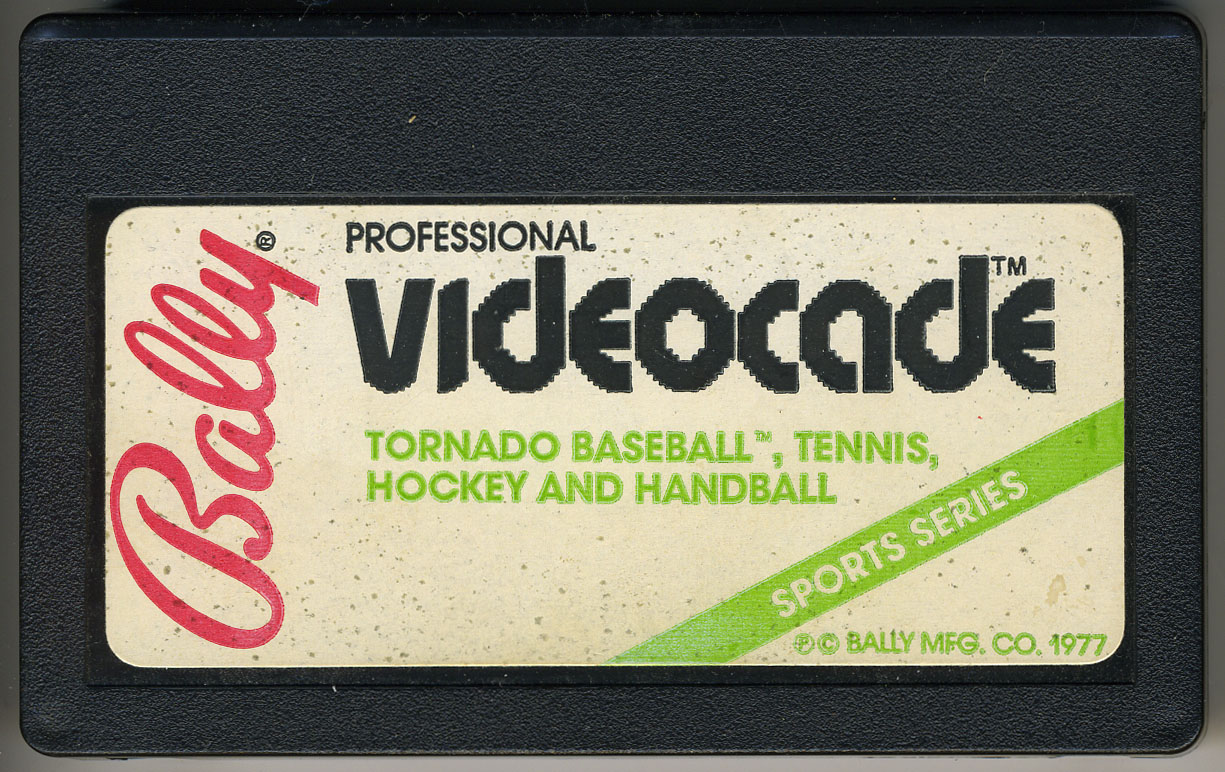 Bally®
PROFESSIONAL
VIDEOCADE™
TORNADO BASEBALL™, TENNIS,
HOCKEY AND HANDBALL
SPORTS SERIES
℗© BALLY MFG. CO. 1977